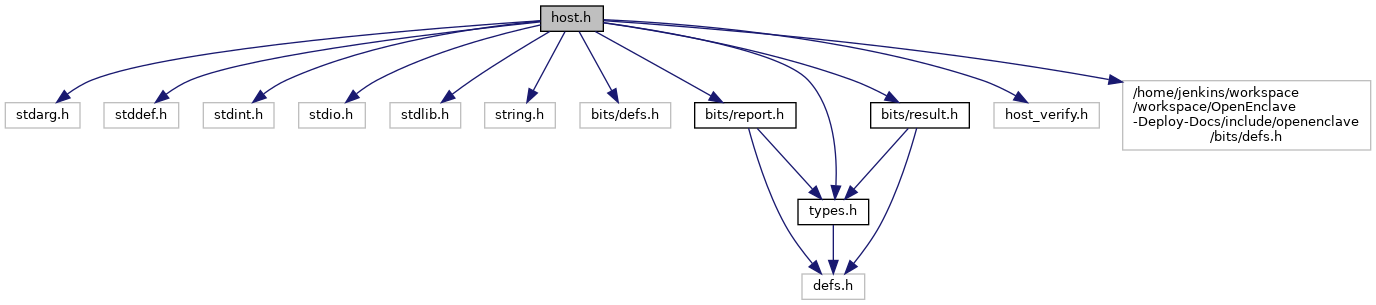 host.h
stdarg.h
stddef.h
stdint.h
stdio.h
stdlib.h
string.h
bits/defs.h
bits/report.h
bits/result.h
host_verify.h
/home/jenkins/workspace
/workspace/OpenEnclave
-Deploy-Docs/include/openenclave
/bits/defs.h
types.h
defs.h